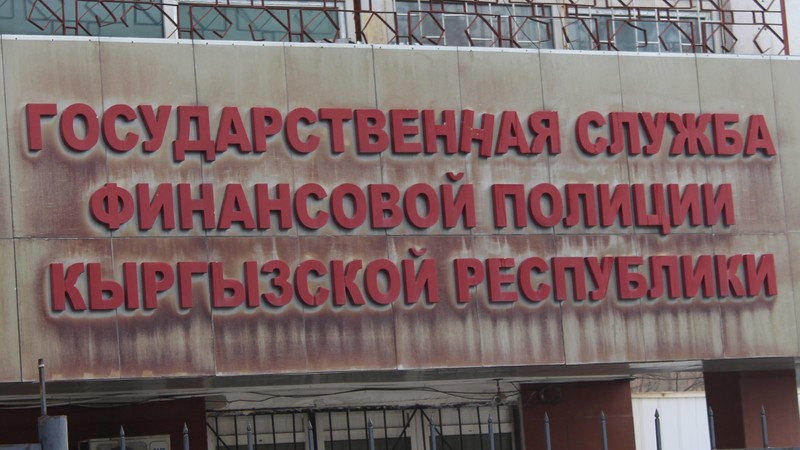 ГОСУДАРСТВЕННАЯ СЛУЖБА
ФИНАНСОВОЙ ПОЛИЦИИ
КЫРГЫЗСКОЙ РЕСПУБЛИКИ